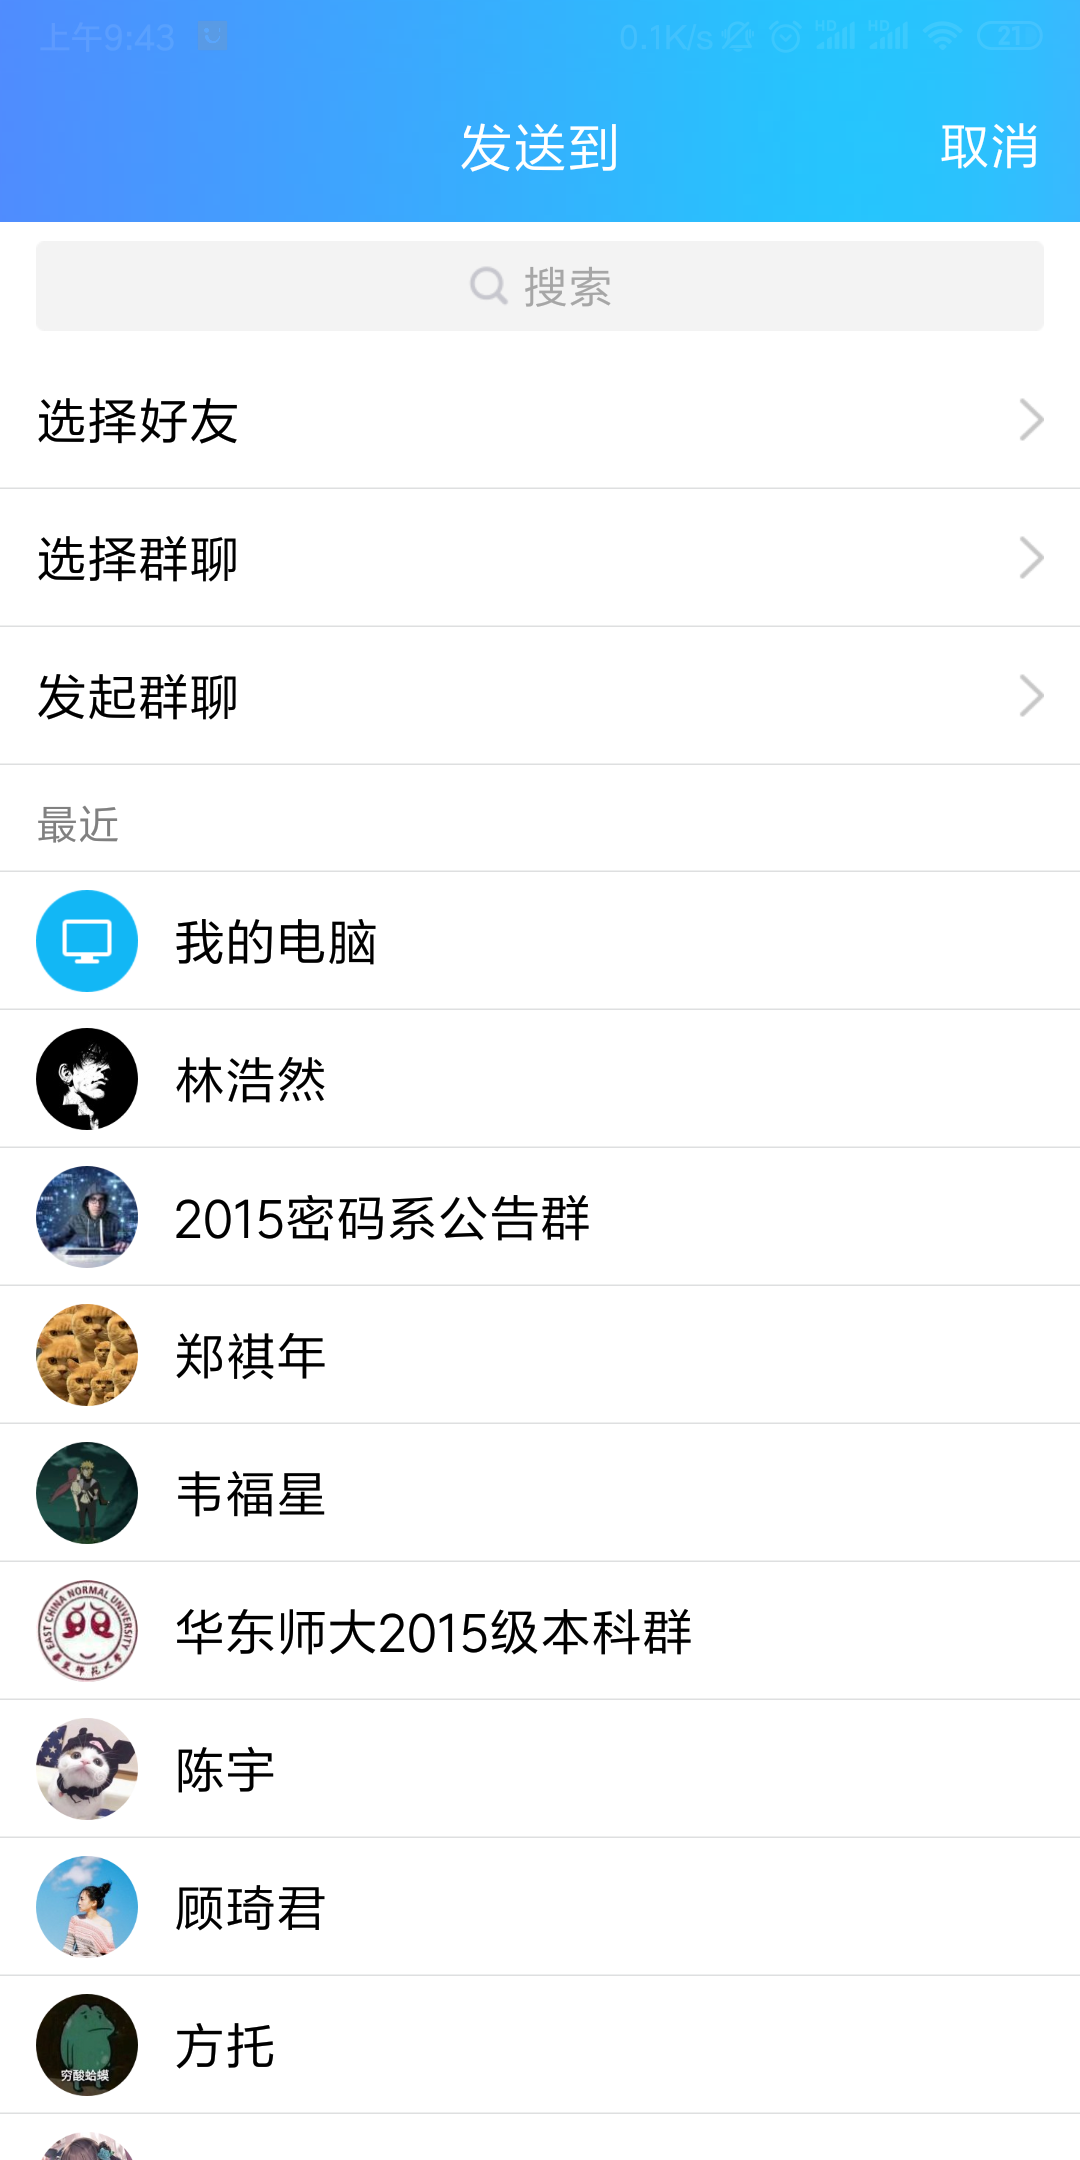 上午9:43
0.1K/s HD HD 21
发送到
取消
搜索
选择好友
选择群聊
发起群聊
最近
我的电脑
林浩然
2015密码系公告群
郑祺年
韦福星
EAST CHINA NORMAL UNIVERSITY
华东师大2015级本科群
陈宇
顾琦君
穷酸蛤蟆
方托